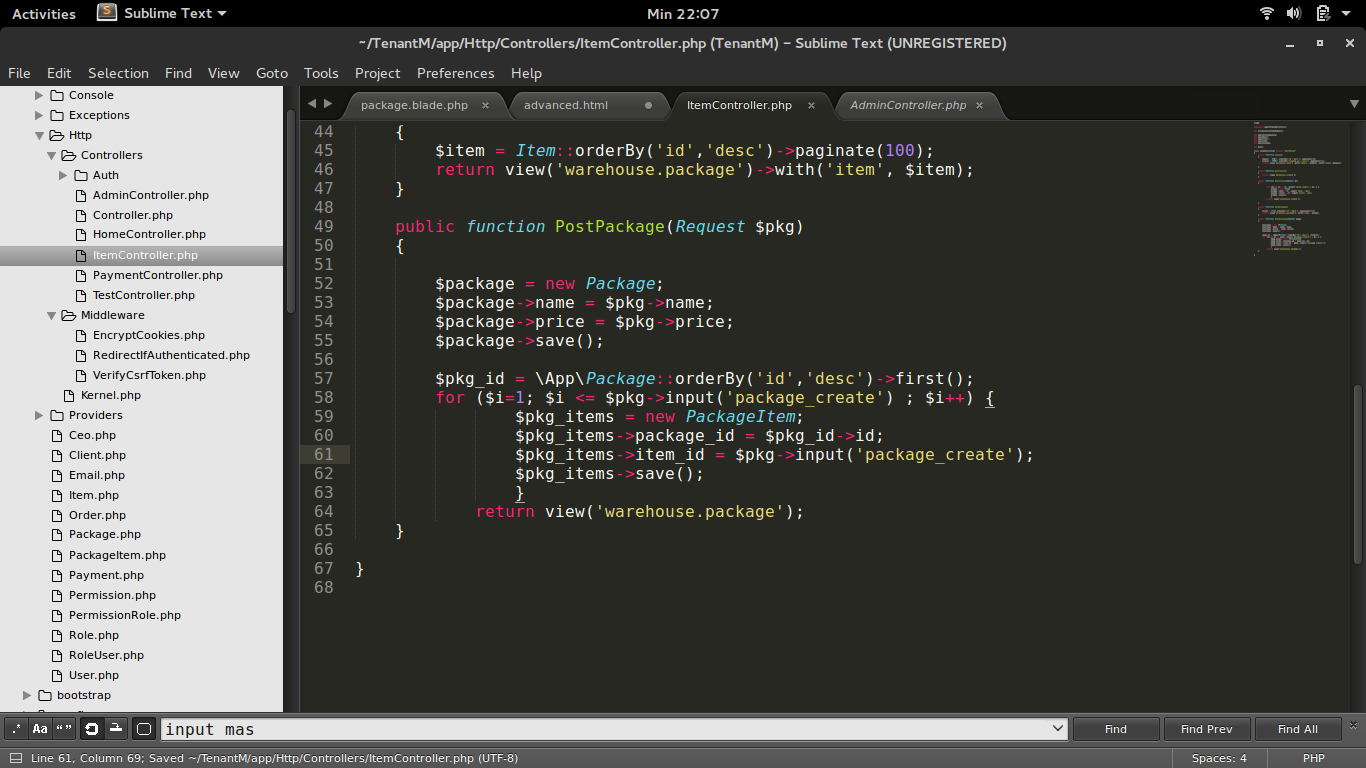 Activities Sublime Text Min 22:07
~/TenantM/app/Http/Controllers/ItemController.php (TenantM) – Sublime Text (UNREGISTERED)
File Edit Selection Find View Goto Tools Project Preferences Help
Console
Exceptions
Http
Controllers
Auth
AdminController.php
Controller.php
HomeController.php
ItemController.php
PaymentController.php
TestController.php
Middleware
EncryptCookies.php
RedirectIfAuthenticated.php
VerifyCsrfToken.php
Kernel.php
Providers
Ceo.php
Client.php
Email.php
Item.php
Order.php
Package.php
PackageItem.php
Payment.php
Permission.php
PermissionRole.php
Role.php
RoleUser.php
User.php
bootstrap
package.blade.php × advanced.html ItemController.php × AdminController.php ×
44 {
45 $item = Item::orderBy('id','desc')->paginate(100);
46 return view('warehouse.package')->with('item', $item);
47 }
48
49 public function PostPackage(Request $pkg)
50 {
51
52 $package = new Package;
53 $package->name = $pkg->name;
54 $package->price = $pkg->price;
55 $package->save();
56
57 $pkg_id = \App\Package::orderBy('id','desc')->first();
58 for ($i=1; $i <= $pkg->input('package_create') ; $i++) {
59 $pkg_items = new PackageItem;
60 $pkg_items->package_id = $pkg_id->id;
61 $pkg_items->item_id = $pkg->input('package_create');
62 $pkg_items->save();
63 }
64 return view('warehouse.package');
65 }
66
67 }
68
.* Aa “” input mas Find Find Prev Find All
Line 61, Column 69; Saved ~/TenantM/app/Http/Controllers/ItemController.php (UTF-8) Spaces: 4 PHP